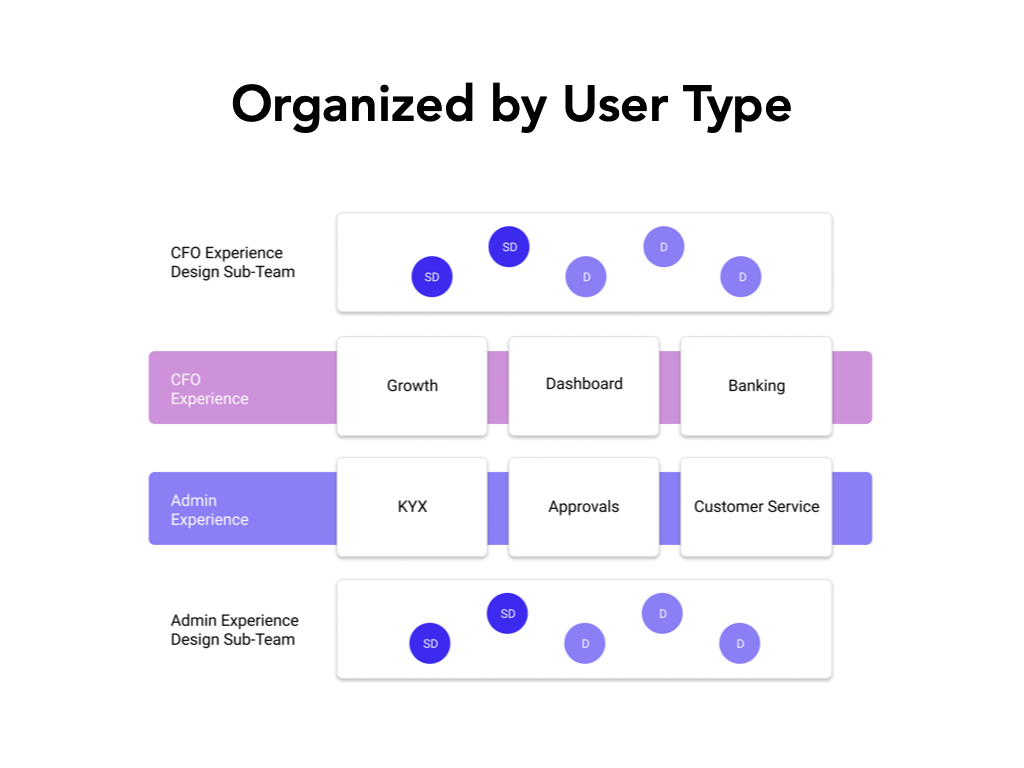 Organized by User Type
CFO Experience
Design Sub-Team
SD
SD
D
D
D
CFO
Experience
Growth
Dashboard
Banking
Admin
Experience
KYX
Approvals
Customer Service
Admin Experience
Design Sub-Team
SD
SD
D
D
D